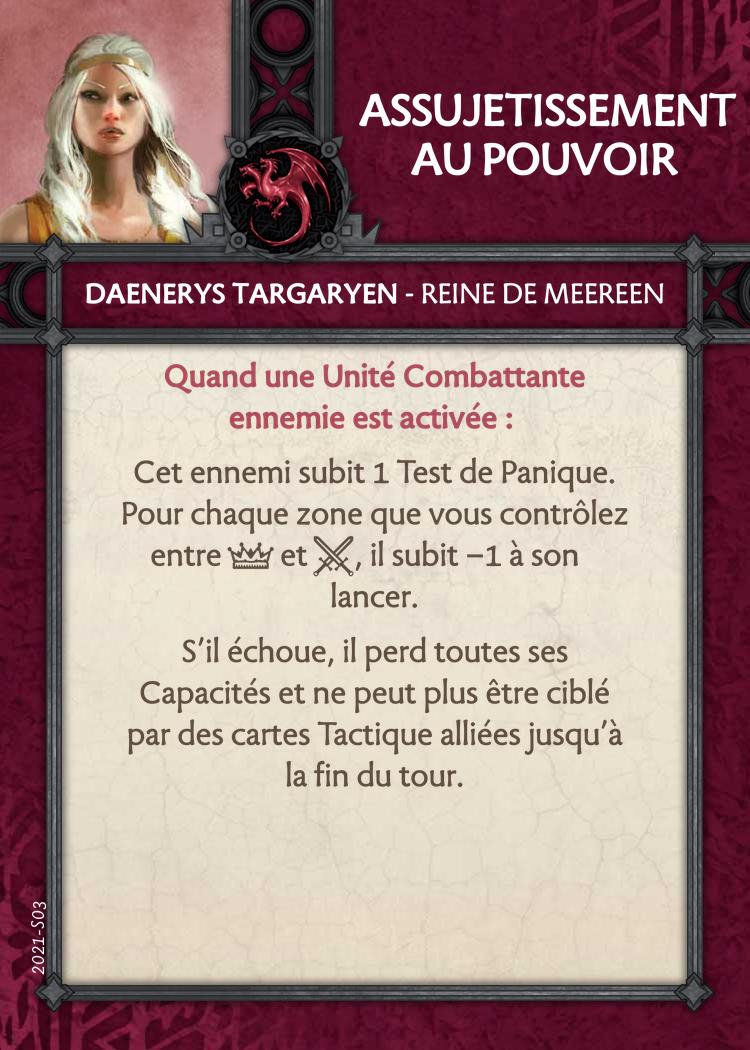 ASSUJETISSEMENT
AU POUVOIR
DAENERYS TARGARYEN - REINE DE MEEREEN
Quand une Unité Combattante
ennemie est activée :
Cet ennemi subit 1 Test de Panique.
Pour chaque zone que vous contrôlez
entre et , il subit −1 à son
lancer.
S’il échoue, il perd toutes ses
Capacités et ne peut plus être ciblé
par des cartes Tactique alliées jusqu’à
la fin du tour.
2021-S03